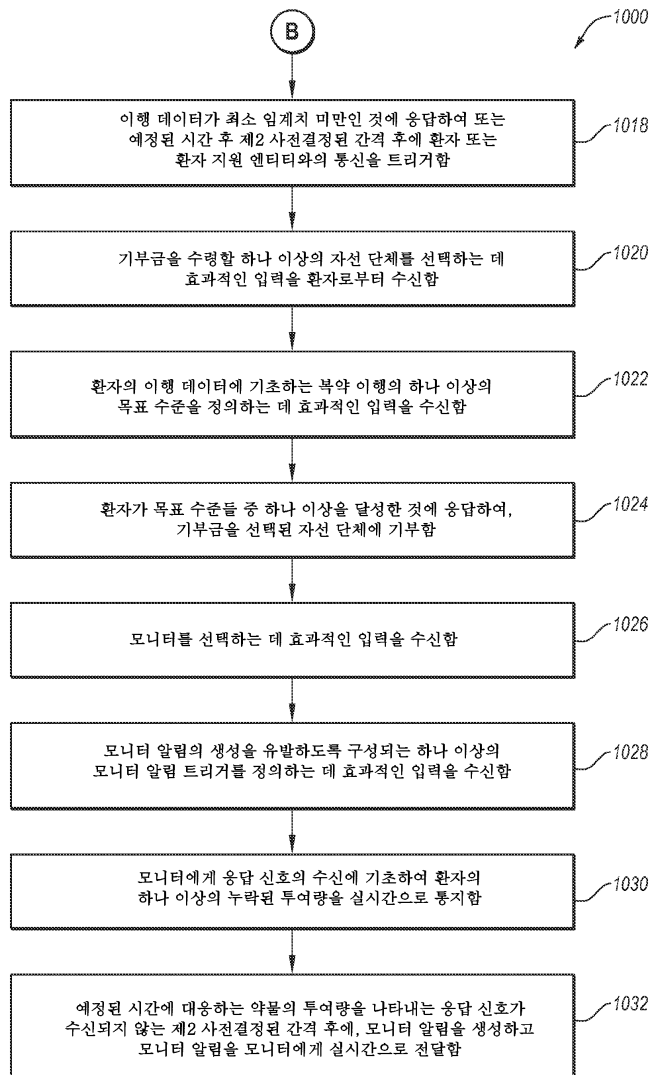 1000
B
이행 데이터가 최소 임계치 미만인 것에 응답하여 또는
예정된 시간 후 제2 사전결정된 간격 후에 환자 또는
환자 지원 엔티티와의 통신을 트리거함
1018
기부금을 수령할 하나 이상의 자선 단체를 선택하는 데
효과적인 입력을 환자로부터 수신함
1020
환자의 이행 데이터에 기초하는 복약 이행의 하나 이상의
목표 수준을 정의하는 데 효과적인 입력을 수신함
1022
환자가 목표 수준들 중 하나 이상을 달성한 것에 응답하여,
기부금을 선택된 자선 단체에 기부함
1024
모니터를 선택하는 데 효과적인 입력을 수신함
1026
모니터 알림의 생성을 유발하도록 구성되는 하나 이상의
모니터 알림 트리거를 정의하는 데 효과적인 입력을 수신함
1028
모니터에게 응답 신호의 수신에 기초하여 환자의
하나 이상의 누락된 투여량을 실시간으로 통지함
1030
예정된 시간에 대응하는 약물의 투여량을 나타내는 응답 신호가
수신되지 않는 제2 사전결정된 간격 후에, 모니터 알림을 생성하고
모니터 알림을 모니터에게 실시간으로 전달함
1032